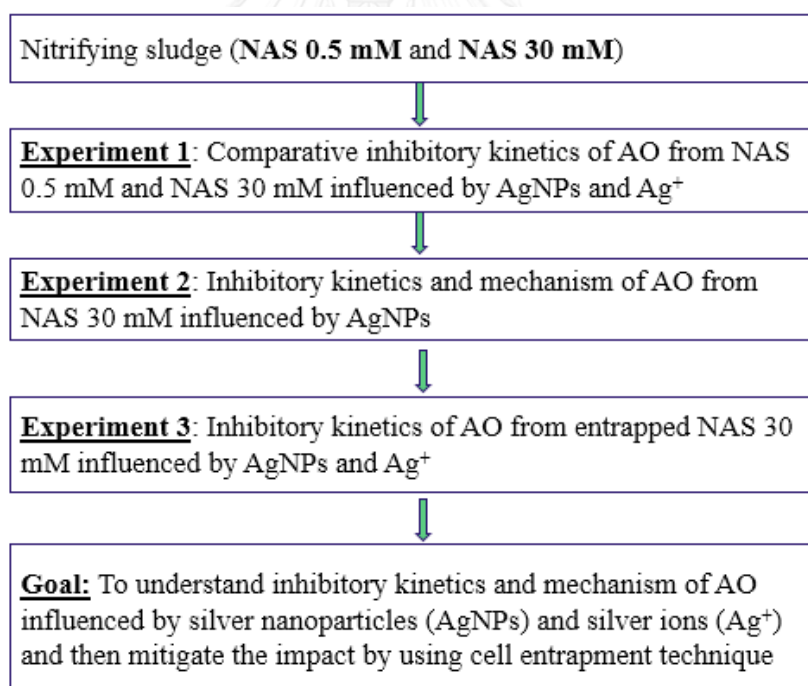 Nitrifying sludge (NAS 0.5 mM and NAS 30 mM)
Experiment 1: Comparative inhibitory kinetics of AO from NAS
0.5 mM and NAS 30 mM influenced by AgNPs and Ag⁺
Experiment 2: Inhibitory kinetics and mechanism of AO from
NAS 30 mM influenced by AgNPs
Experiment 3: Inhibitory kinetics of AO from entrapped NAS 30
mM influenced by AgNPs and Ag⁺
Goal: To understand inhibitory kinetics and mechanism of AO
influenced by silver nanoparticles (AgNPs) and silver ions (Ag⁺)
and then mitigate the impact by using cell entrapment technique